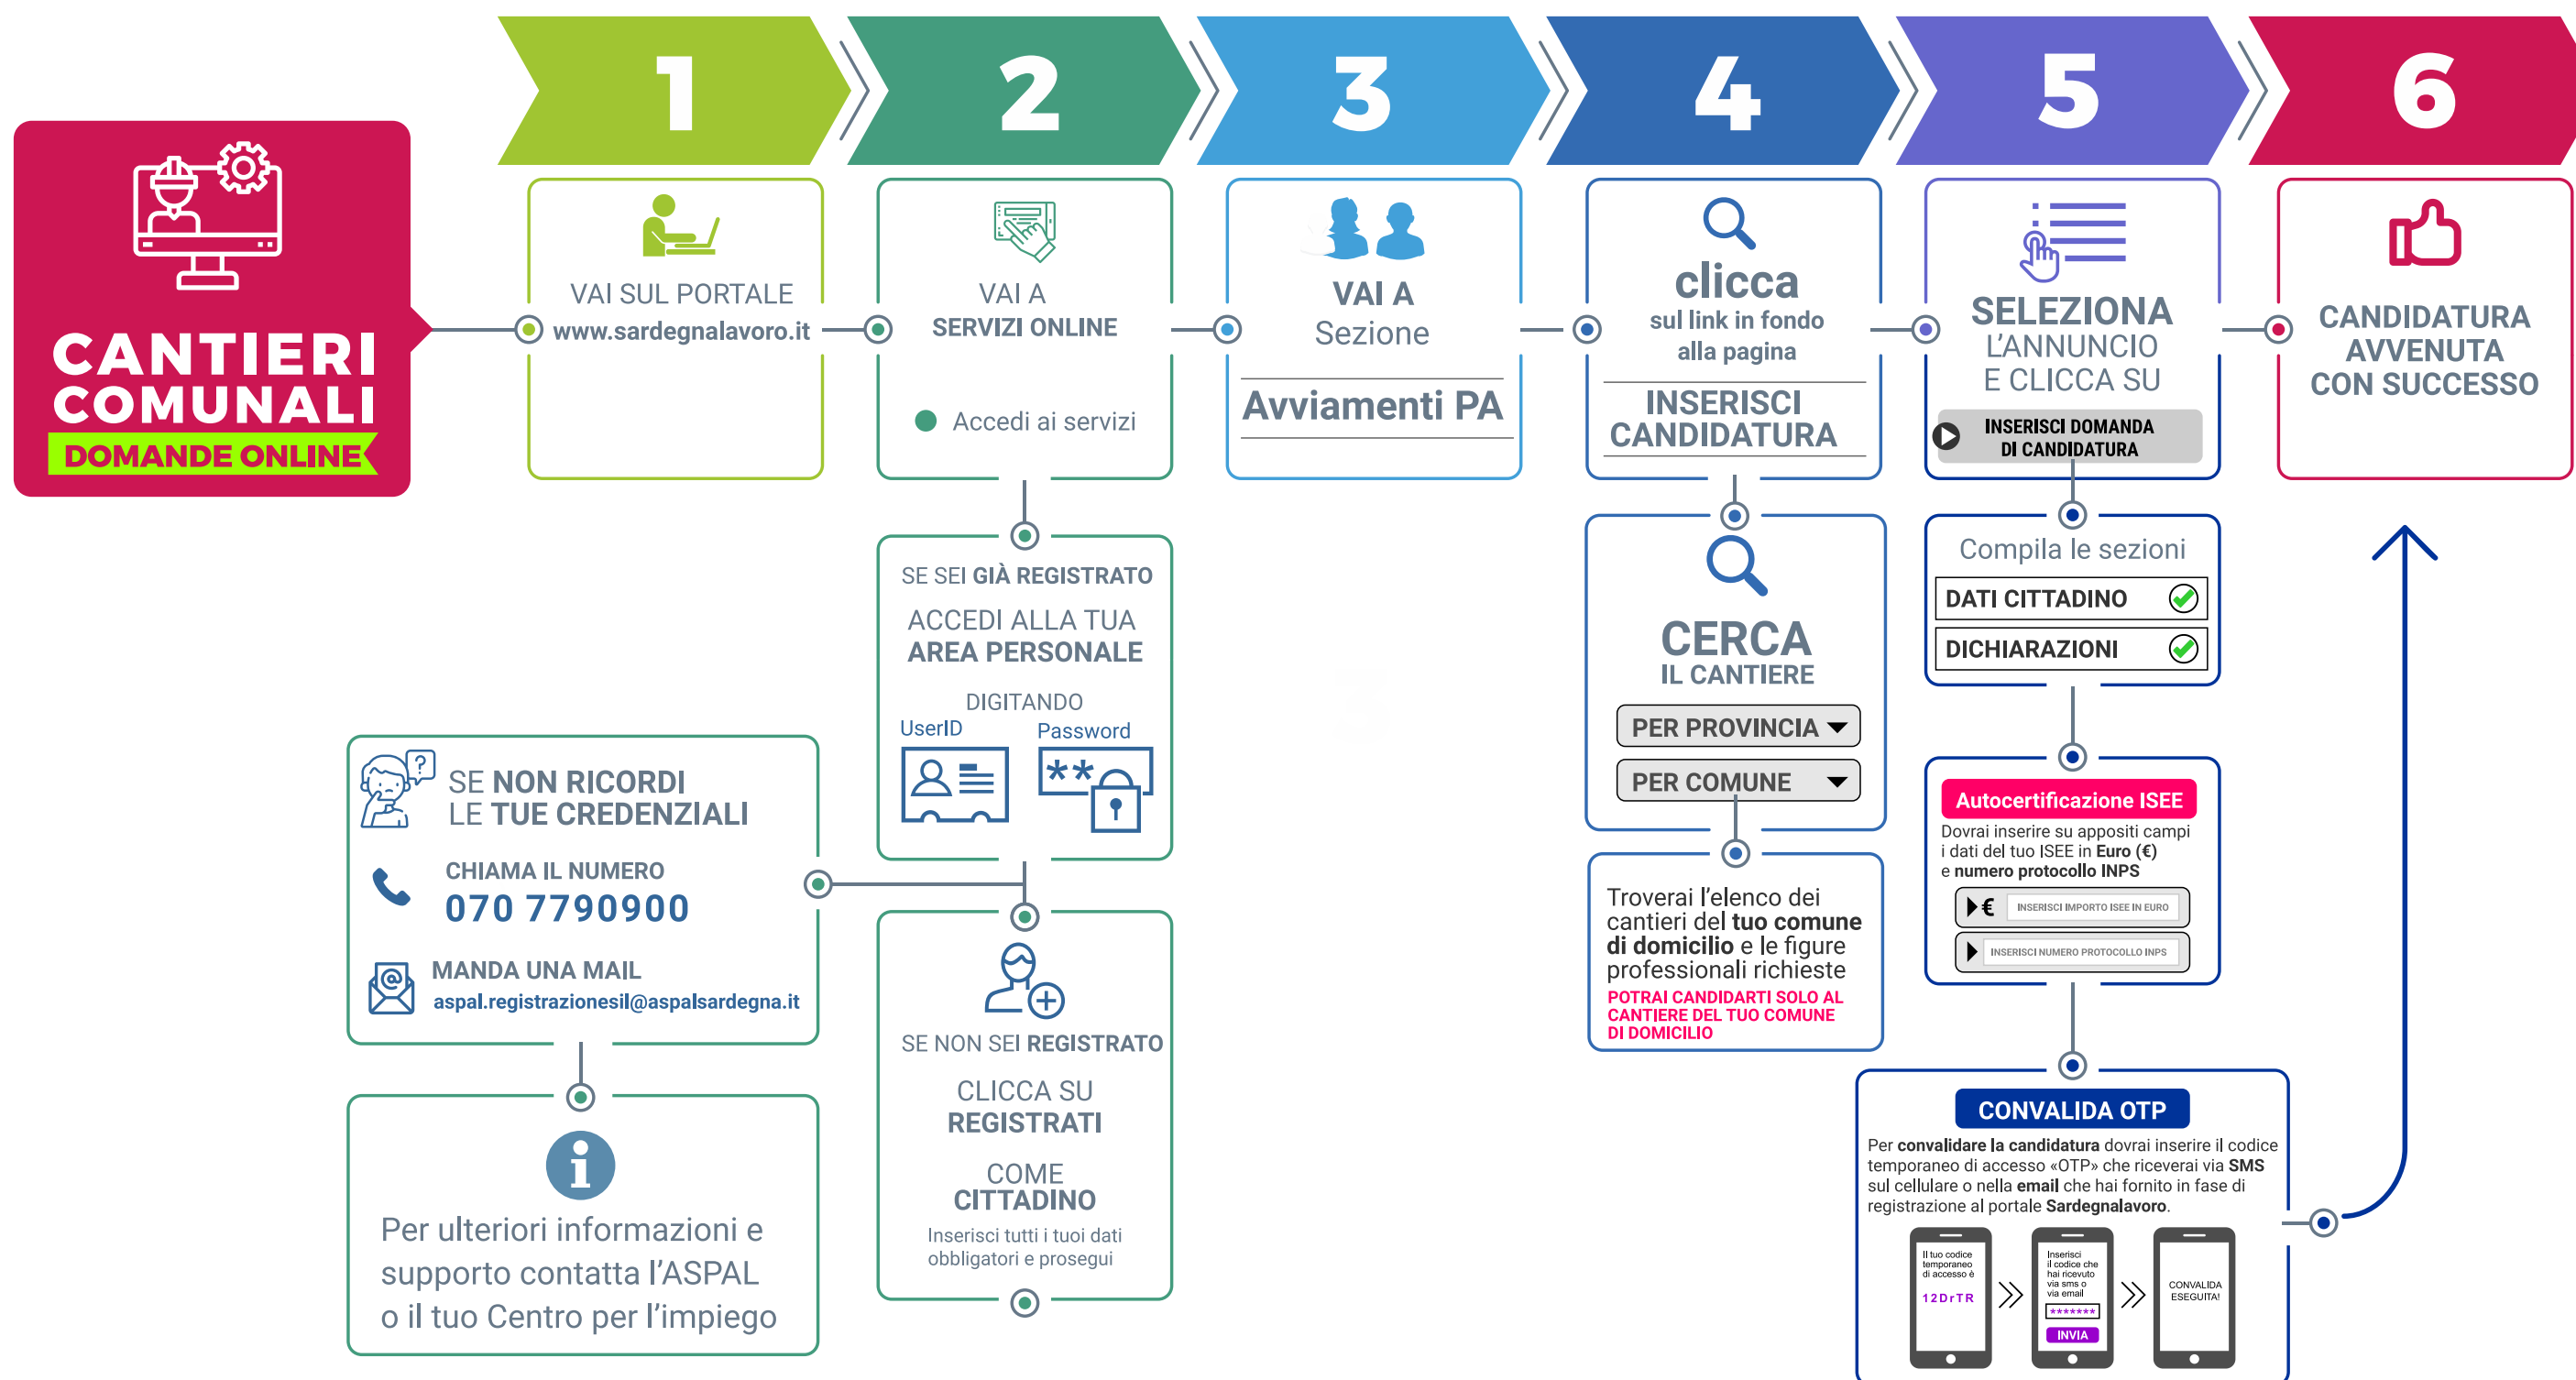 CANTIERI
COMUNALI
DOMANDE ONLINE
1
VAI SUL PORTALE
www.sardegnalavoro.it
2
VAI A
SERVIZI ONLINE
Accedi ai servizi
SE SEI GIÀ REGISTRATO
ACCEDI ALLA TUA
AREA PERSONALE
DIGITANDO
UserID
Password
**
SE NON RICORDI
LE TUE CREDENZIALI
?
CHIAMA IL NUMERO
070 7790900
@
MANDA UNA MAIL
aspal.registrazionesil@aspalsardegna.it
i
Per ulteriori informazioni e
supporto contatta l'ASPAL
o il tuo Centro per l'impiego
SE NON SEI REGISTRATO
CLICCA SU
REGISTRATI
COME
CITTADINO
Inserisci tutti i tuoi dati
obbligatori e prosegui
3
VAI A
Sezione
Avviamenti PA
4
clicca
sul link in fondo
alla pagina
INSERISCI
CANDIDATURA
CERCA
IL CANTIERE
PER PROVINCIA
PER COMUNE
Troverai l'elenco dei
cantieri del tuo comune
di domicilio e le figure
professionali richieste
POTRAI CANDIDARTI SOLO AL
CANTIERE DEL TUO COMUNE
DI DOMICILIO
5
SELEZIONA
L'ANNUNCIO
E CLICCA SU
INSERISCI DOMANDA
DI CANDIDATURA
Compila le sezioni
DATI CITTADINO
DICHIARAZIONI
Autocertificazione ISEE
Dovrai inserire su appositi campi
i dati del tuo ISEE in Euro (€)
e numero protocollo INPS
€ INSERISCI IMPORTO ISEE IN EURO
INSERISCI NUMERO PROTOCOLLO INPS
CONVALIDA OTP
Per convalidare la candidatura dovrai inserire il codice
temporaneo di accesso «OTP» che riceverai via SMS
sul cellulare o nella email che hai fornito in fase di
registrazione al portale Sardegnalavoro.
Il tuo codice
temporaneo
di accesso è
12DrTR
Inserisci
il codice che
hai ricevuto
via sms o
via email
*******
INVIA
CONVALIDA
ESEGUITA!
6
CANDIDATURA
AVVENUTA
CON SUCCESSO